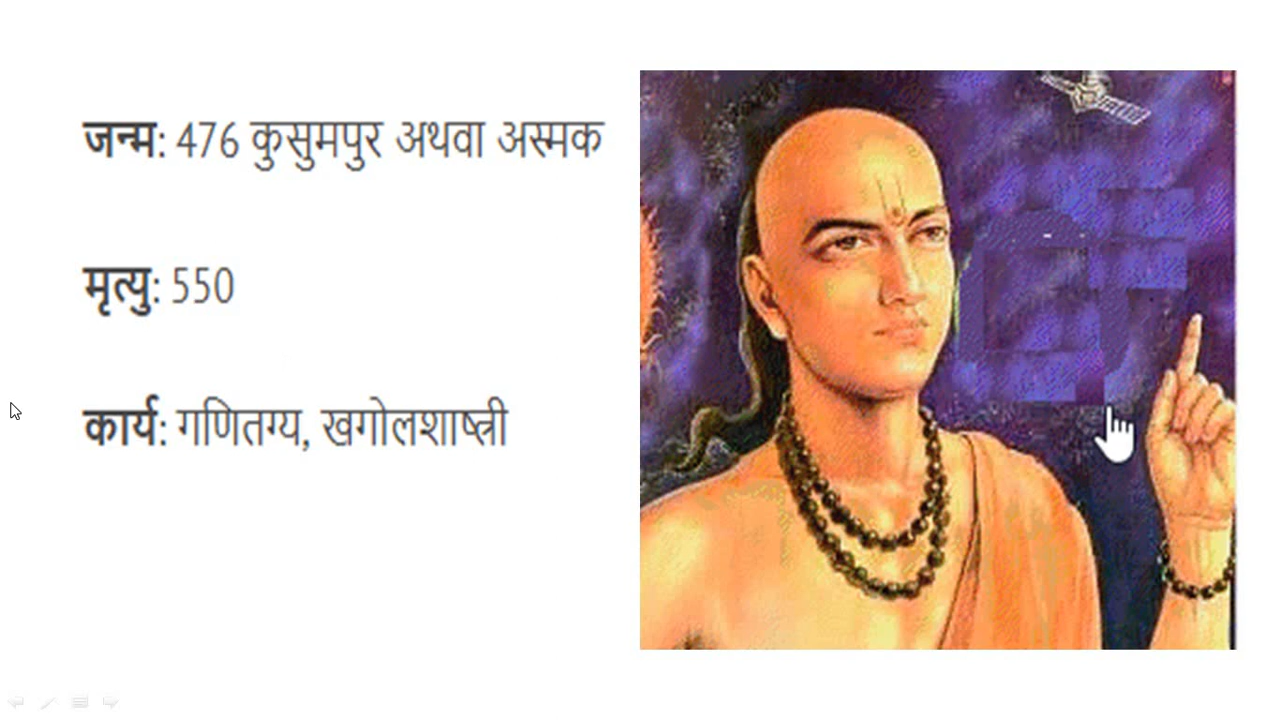 जन्म: 476 कुसुमपुर अथवा अस्मक
मृत्यु: 550
कार्य: गणितग्य, खगोलशाष्त्री